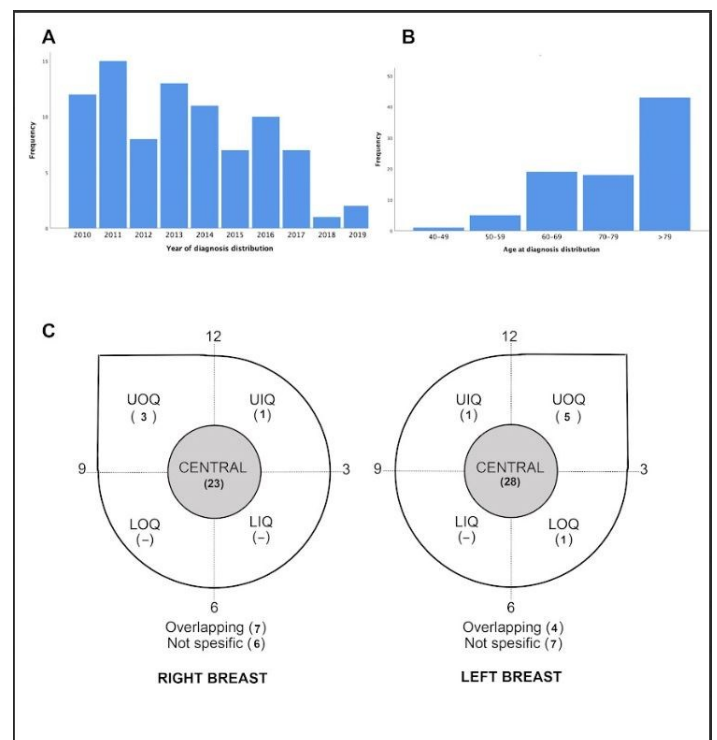 A
Frequency
15
10
5
0
2010 2011 2012 2013 2014 2015 2016 2017 2018 2019
Year of diagnosis distribution
B
Frequency
50
40
30
20
10
0
40-49 50-59 60-69 70-79 >79
Age at diagnosis distribution
C
12
UOQ UIQ
(3) (1)
9 CENTRAL 3
(23)
LOQ LIQ
(–) (–)
6
Overlapping (7)
Not spesific (6)
RIGHT BREAST
12
UIQ UOQ
(1) (5)
9 CENTRAL 3
(28)
LIQ LOQ
(–) (1)
6
Overlapping (4)
Not spesific (7)
LEFT BREAST